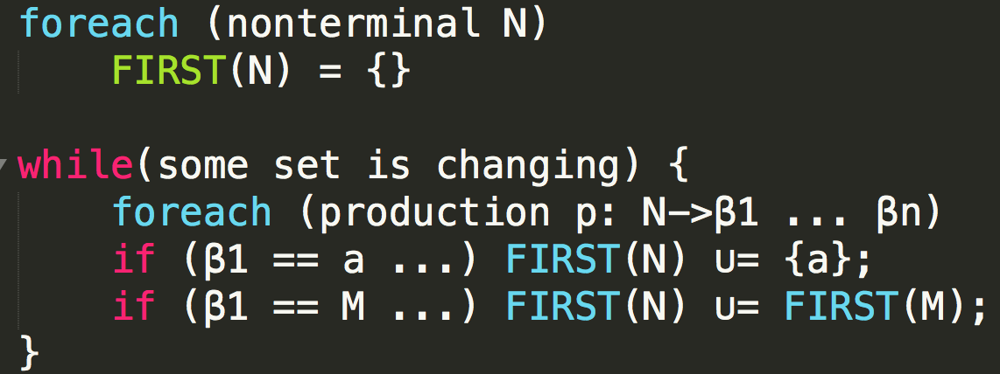 foreach (nonterminal N)
FIRST(N) = {}
while(some set is changing) {
foreach (production p: N->β1 ... βn)
if (β1 == a ...) FIRST(N) ∪= {a};
if (β1 == M ...) FIRST(N) ∪= FIRST(M);
}